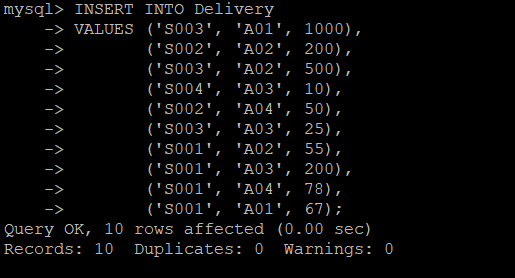 mysql> INSERT INTO Delivery
    -> VALUES ('S003', 'A01', 1000),
    ->        ('S002', 'A02', 200),
    ->        ('S003', 'A02', 500),
    ->        ('S004', 'A03', 10),
    ->        ('S002', 'A04', 50),
    ->        ('S003', 'A03', 25),
    ->        ('S001', 'A02', 55),
    ->        ('S001', 'A03', 200),
    ->        ('S001', 'A04', 78),
    ->        ('S001', 'A01', 67);
Query OK, 10 rows affected (0.00 sec)
Records: 10  Duplicates: 0  Warnings: 0